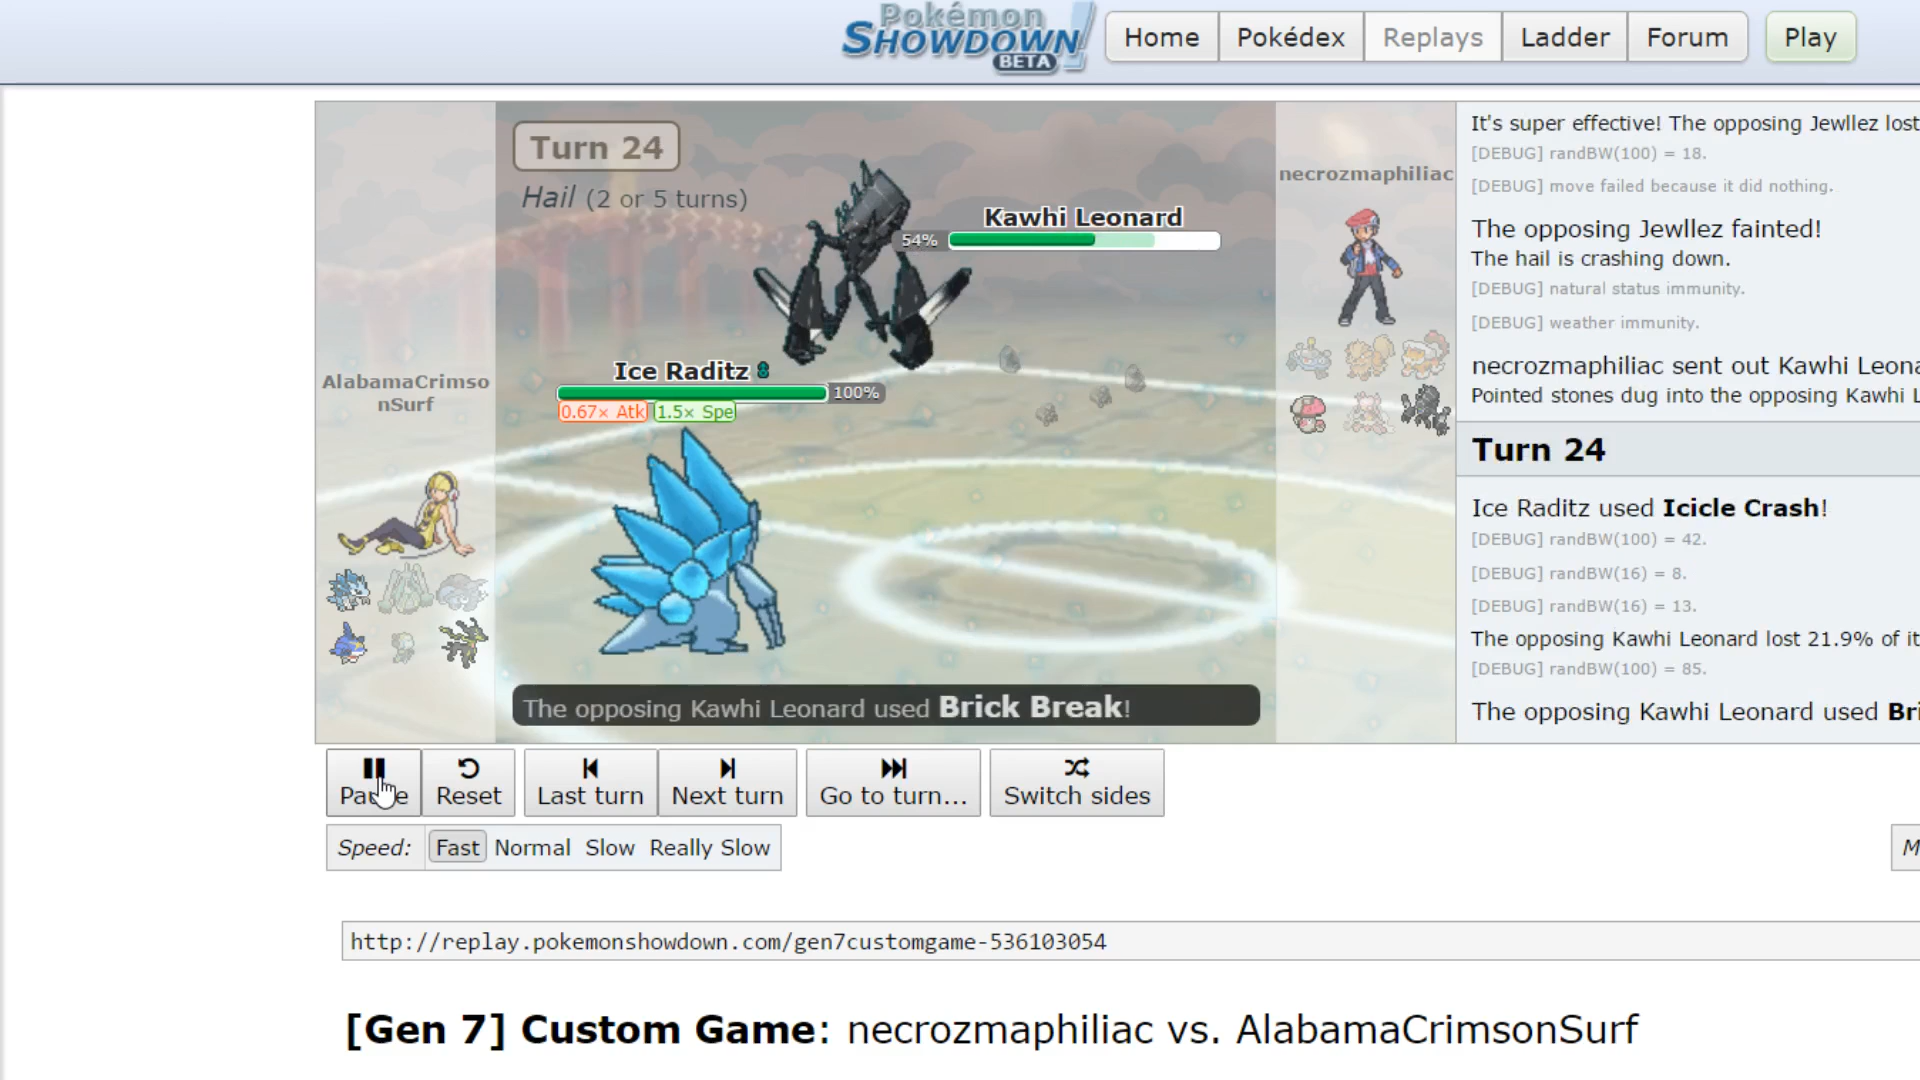 Pokémon
SHOWDOWN!
BETA
Home
Pokédex
Replays
Ladder
Forum
Play
Turn 24
Hail (2 or 5 turns)
Kawhi Leonard
54%
Ice Raditz
100%
0.67× Atk 1.5× Spe
AlabamaCrimso
nSurf
necrozmaphiliac
The opposing Kawhi Leonard used Brick Break!
It's super effective! The opposing Jewllez lost
[DEBUG] randBW(100) = 18.
[DEBUG] move failed because it did nothing.
The opposing Jewllez fainted!
The hail is crashing down.
[DEBUG] natural status immunity.
[DEBUG] weather immunity.
necrozmaphiliac sent out Kawhi Leona
Pointed stones dug into the opposing Kawhi L
Turn 24
Ice Raditz used Icicle Crash!
[DEBUG] randBW(100) = 42.
[DEBUG] randBW(16) = 8.
[DEBUG] randBW(16) = 13.
The opposing Kawhi Leonard lost 21.9% of it
[DEBUG] randBW(100) = 85.
The opposing Kawhi Leonard used Bri
Pause
Reset
Last turn
Next turn
Go to turn...
Switch sides
Speed: Fast Normal Slow Really Slow
M
http://replay.pokemonshowdown.com/gen7customgame-536103054
[Gen 7] Custom Game: necrozmaphiliac vs. AlabamaCrimsonSurf